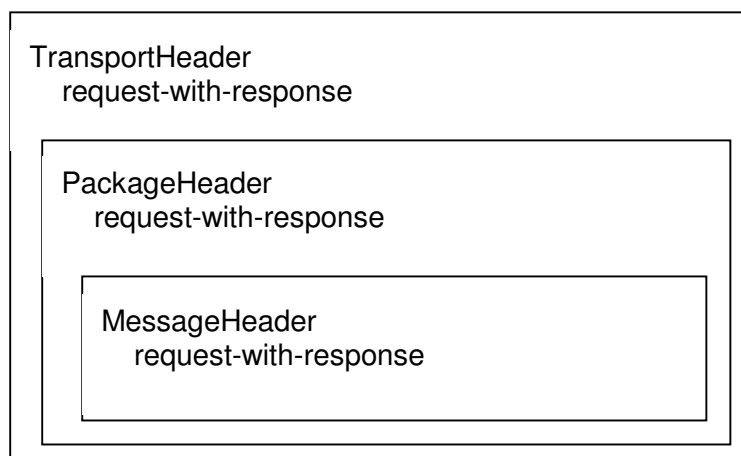 TransportHeader
request-with-response
PackageHeader
request-with-response
MessageHeader
request-with-response